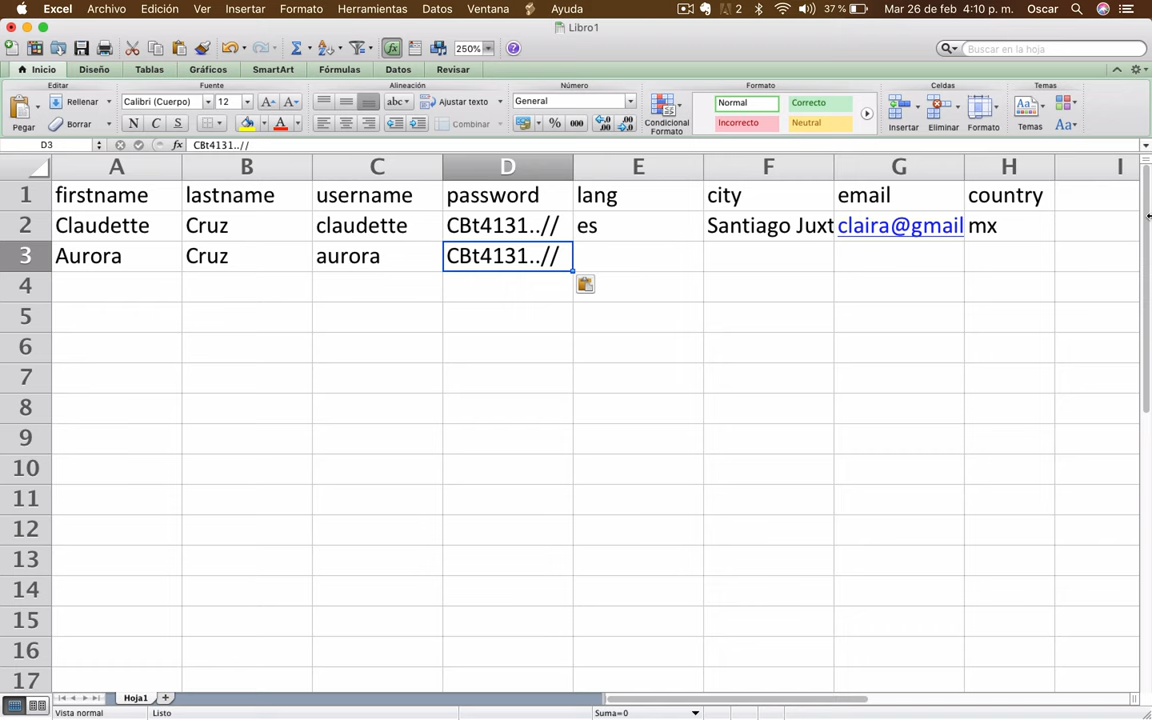 Excel Archivo Edición Ver Insertar Formato Herramientas Datos Ventana Ayuda 2 37 % Mar 26 de feb 4:10 p. m. Oscar
Libro1
250% Buscar en la hoja
Inicio Diseño Tablas Gráficos SmartArt Fórmulas Datos Revisar
Editar Fuente Alineación Número Formato Celdas Temas
Pegar Rellenar Calibri (Cuerpo) 12 A A abc Ajustar texto General Condicional Formato Normal Correcto Insertar Eliminar Formato Temas Aa
Borrar N C S A Combinar % 000 Incorrecto Neutral
D3 fx CBt4131..//
A B C D E F G H I
1 firstname lastname username password lang city email country
2 Claudette Cruz claudette CBt4131..// es Santiago Juxt claira@gmail mx
3 Aurora Cruz aurora CBt4131..//
4
5
6
7
8
9
10
11
12
13
14
15
16
17
Hoja1
Vista normal Listo Suma=0